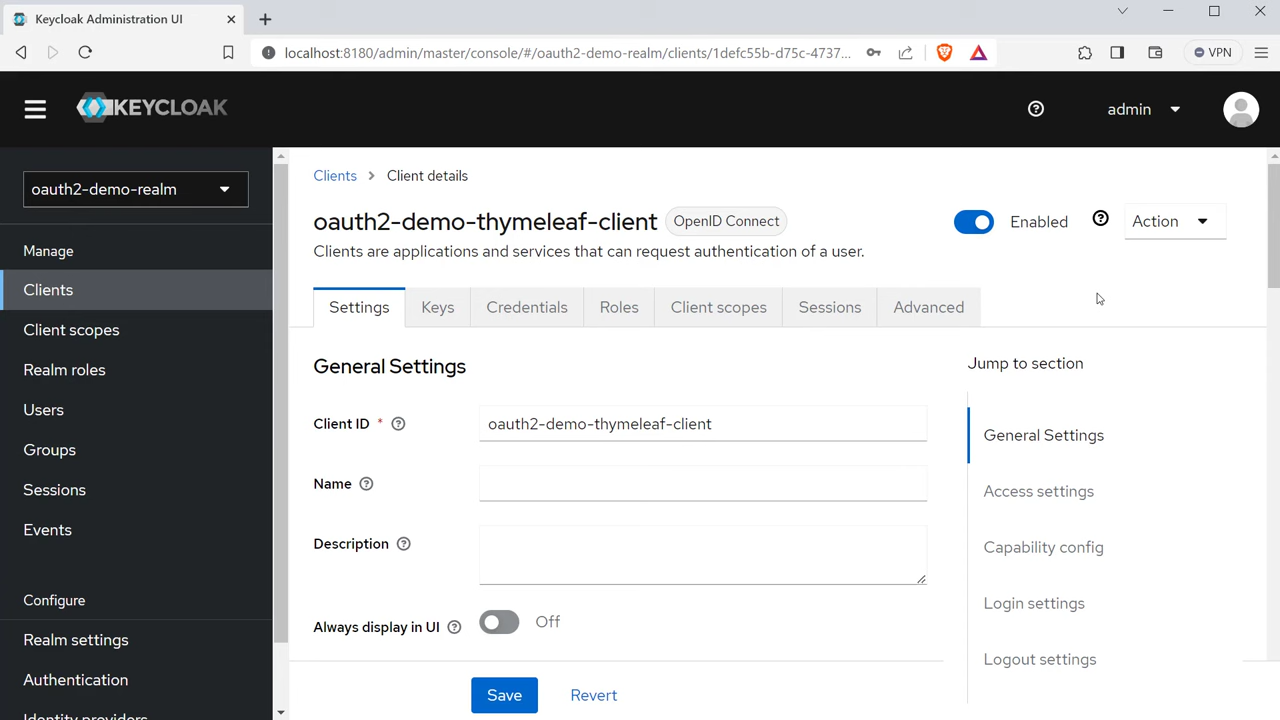 Keycloak Administration UI
localhost:8180/admin/master/console/#/oauth2-demo-realm/clients/1defc55b-d75c-4737...
VPN
KEYCLOAK
admin
oauth2-demo-realm
Manage
Clients
Client scopes
Realm roles
Users
Groups
Sessions
Events
Configure
Realm settings
Authentication
Identity providers
Clients > Client details
oauth2-demo-thymeleaf-client OpenID Connect
Enabled
Action
Clients are applications and services that can request authentication of a user.
Settings Keys Credentials Roles Client scopes Sessions Advanced
General Settings
Client ID * oauth2-demo-thymeleaf-client
Name
Description
Always display in UI Off
Save Revert
Jump to section
General Settings
Access settings
Capability config
Login settings
Logout settings